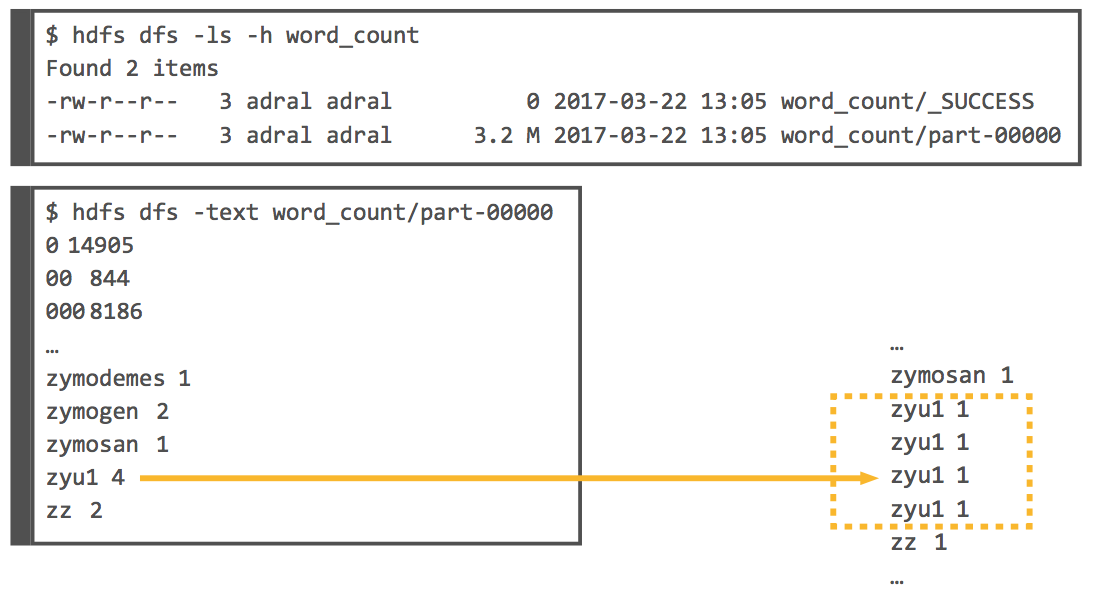 $ hdfs dfs -ls -h word_count
Found 2 items
-rw-r--r--   3 adral adral          0 2017-03-22 13:05 word_count/_SUCCESS
-rw-r--r--   3 adral adral      3.2 M 2017-03-22 13:05 word_count/part-00000
$ hdfs dfs -text word_count/part-00000
0 14905
00 844
000 8186
…
zymodemes 1
zymogen 2
zymosan 1
zyu1 4
zz 2
…
zymosan 1
zyu1 1
zyu1 1
zyu1 1
zyu1 1
zz 1
…